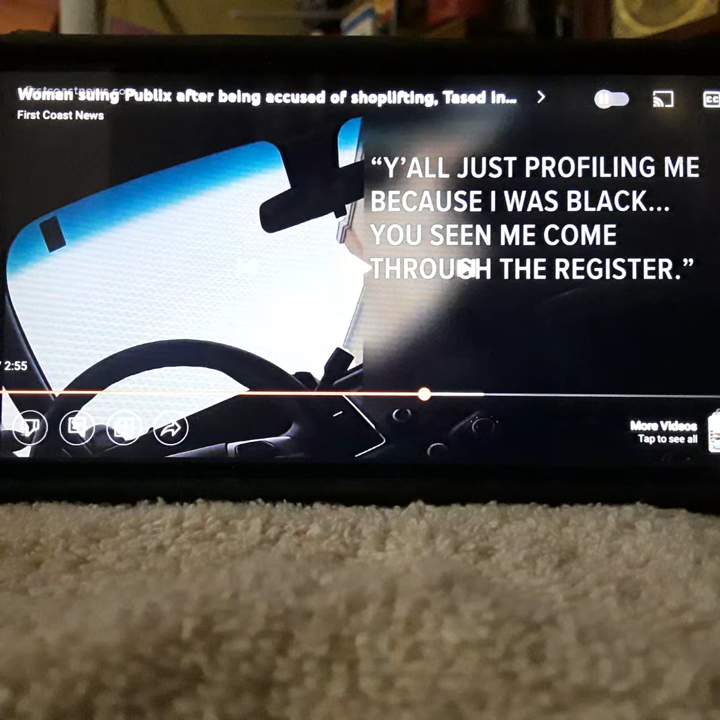 Woman suing Publix after being accused of shoplifting, Tased in...
First Coast News
CC
“Y’ALL JUST PROFILING ME
BECAUSE I WAS BLACK...
YOU SEEN ME COME
THROUGH THE REGISTER.”
/ 2:55
More Videos
Tap to see all